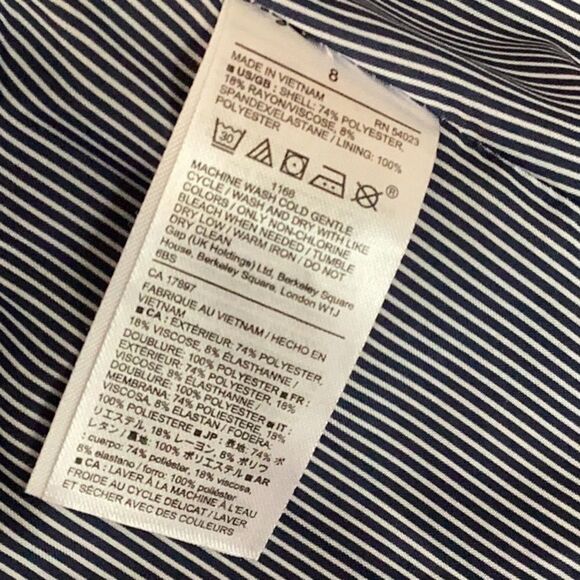 8
MADE IN VIETNAM RN 54023
■ US/GB : SHELL: 74% POLYESTER,
18% RAYON/VISCOSE, 8%
SPANDEX/ELASTANE / LINING: 100%
POLYESTER
30
®
1168
MACHINE WASH COLD GENTLE
CYCLE / WASH AND DRY WITH LIKE
COLORS / ONLY NON-CHLORINE
BLEACH WHEN NEEDED / TUMBLE
DRY LOW / WARM IRON / DO NOT
DRY CLEAN
Gap (UK Holdings) Ltd, Berkeley Square
House, Berkeley Square, London W1J
6BS
CA 17897
FABRIQUE AU VIETNAM / HECHO EN
VIETNAM
■ CA : EXTÉRIEUR: 74% POLYESTER,
18% VISCOSE, 8% ÉLASTHANNE /
DOUBLURE: 100% POLYESTER ■ FR :
EXTERIEUR: 74% POLYESTER, 18%
VISCOSE, 8% ÉLASTHANNE /
DOUBLURE: 100% POLYESTER ■ IT:
MEMBRANA: 74% POLIESTERE, 18%
VISCOSA, 8% ELASTAN / FODERA:
100% POLIESTERE ■ JP: 表地: 74% ポ
リエステル, 18% レーヨン, 8% ポリウ
レタン / 裏地: 100% ポリエステル ■ AR
: cuerpo: 74% poliéster, 18% viscosa,
8% elastano / forro: 100% poliéster
■ CA : LAVER À LA MACHINE À L'EAU
FROIDE AU CYCLE DÉLICAT / LAVER
ET SÉCHER AVEC DES COULEURS